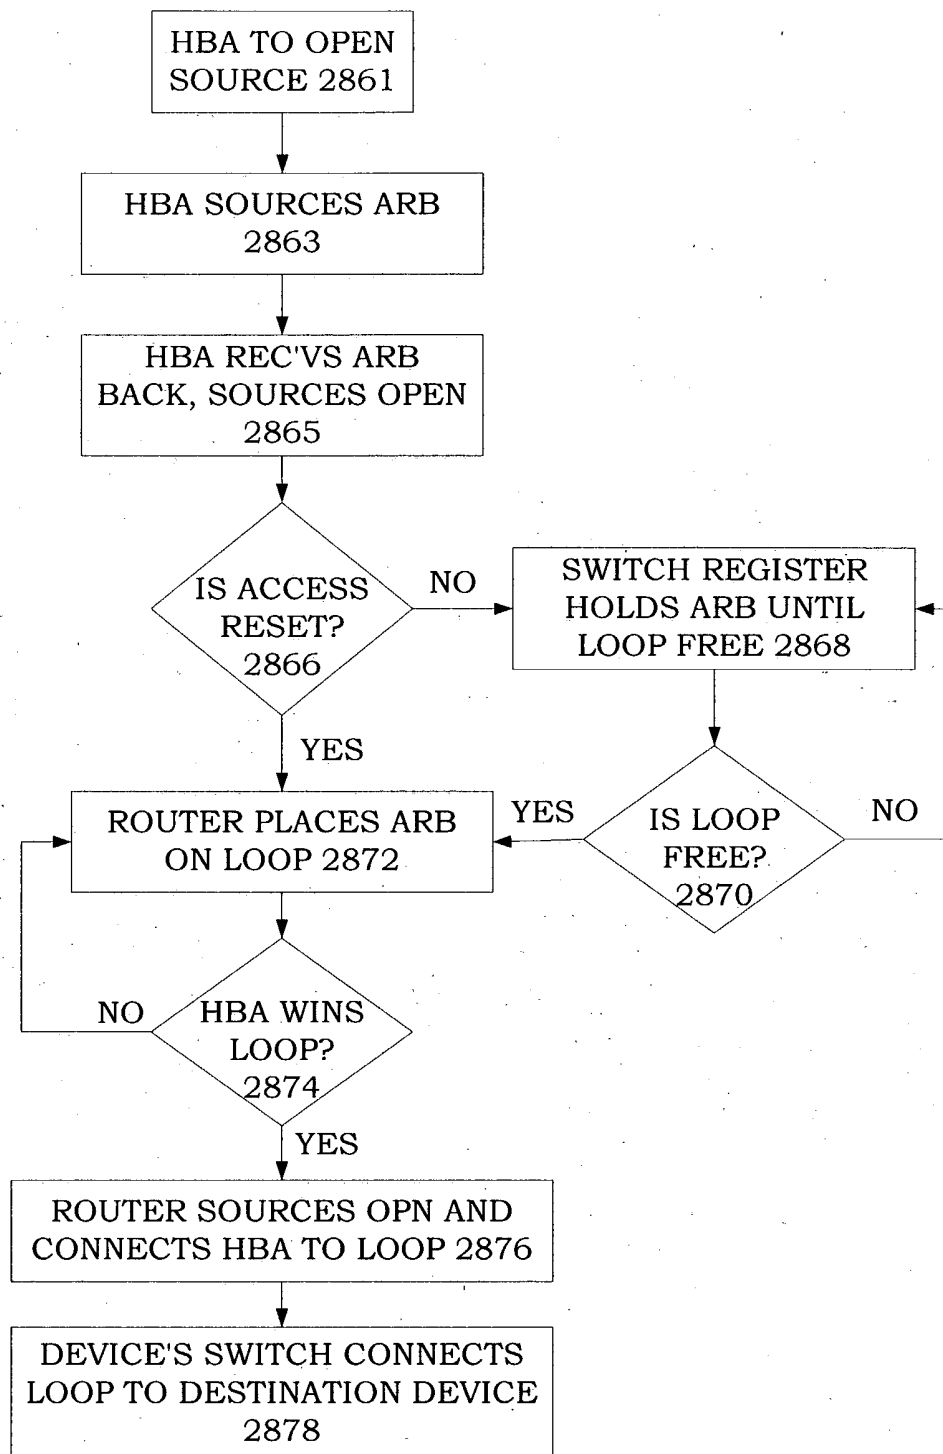 HBA TO OPEN
SOURCE 2861
HBA SOURCES ARB
2863
HBA REC'VS ARB
BACK, SOURCES OPEN
2865
IS ACCESS
RESET?
2866
NO
SWITCH REGISTER
HOLDS ARB UNTIL
LOOP FREE 2868
YES
ROUTER PLACES ARB
ON LOOP 2872
YES
IS LOOP
FREE?
2870
NO
NO
HBA WINS
LOOP?
2874
YES
ROUTER SOURCES OPN AND
CONNECTS HBA TO LOOP 2876
DEVICE'S SWITCH CONNECTS
LOOP TO DESTINATION DEVICE
2878